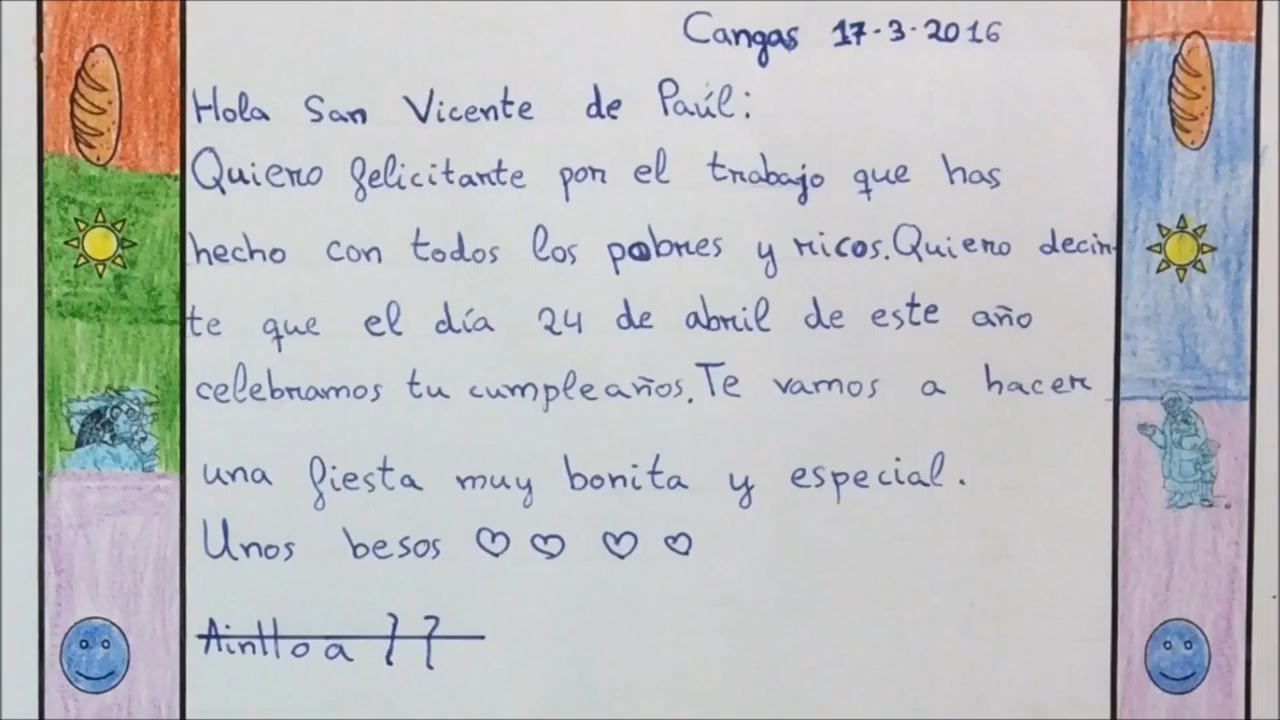 Cangas 17-3-2016
Hola San Vicente de Paúl:
Quiero felicitarte por el trabajo que has
hecho con todos los pobres y ricos. Quiero decir-
te que el día 24 de abril de este año
celebramos tu cumpleaños. Te vamos a hacer
una fiesta muy bonita y especial.
Unos besos ♡ ♡ ♡ ♡